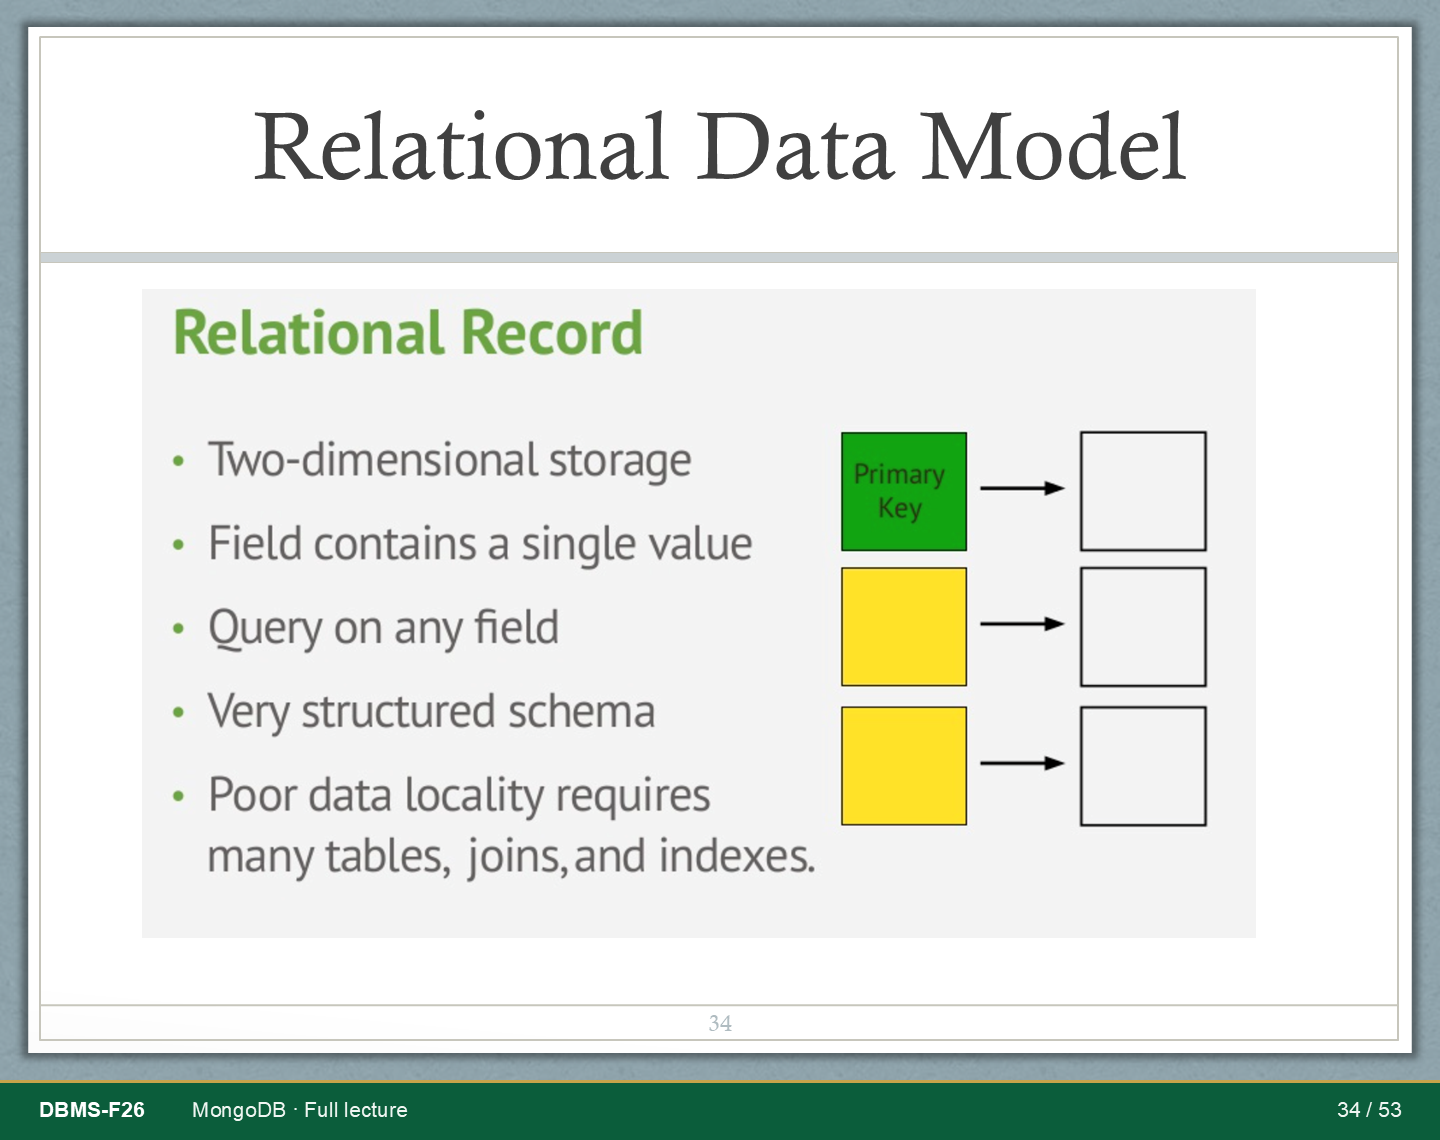 Relational Data Model
Relational Record
• Two-dimensional storage
• Field contains a single value
• Query on any field
• Very structured schema
• Poor data locality requires
many tables, joins, and indexes.
Primary
Key
34
DBMS-F26 MongoDB · Full lecture 34 / 53